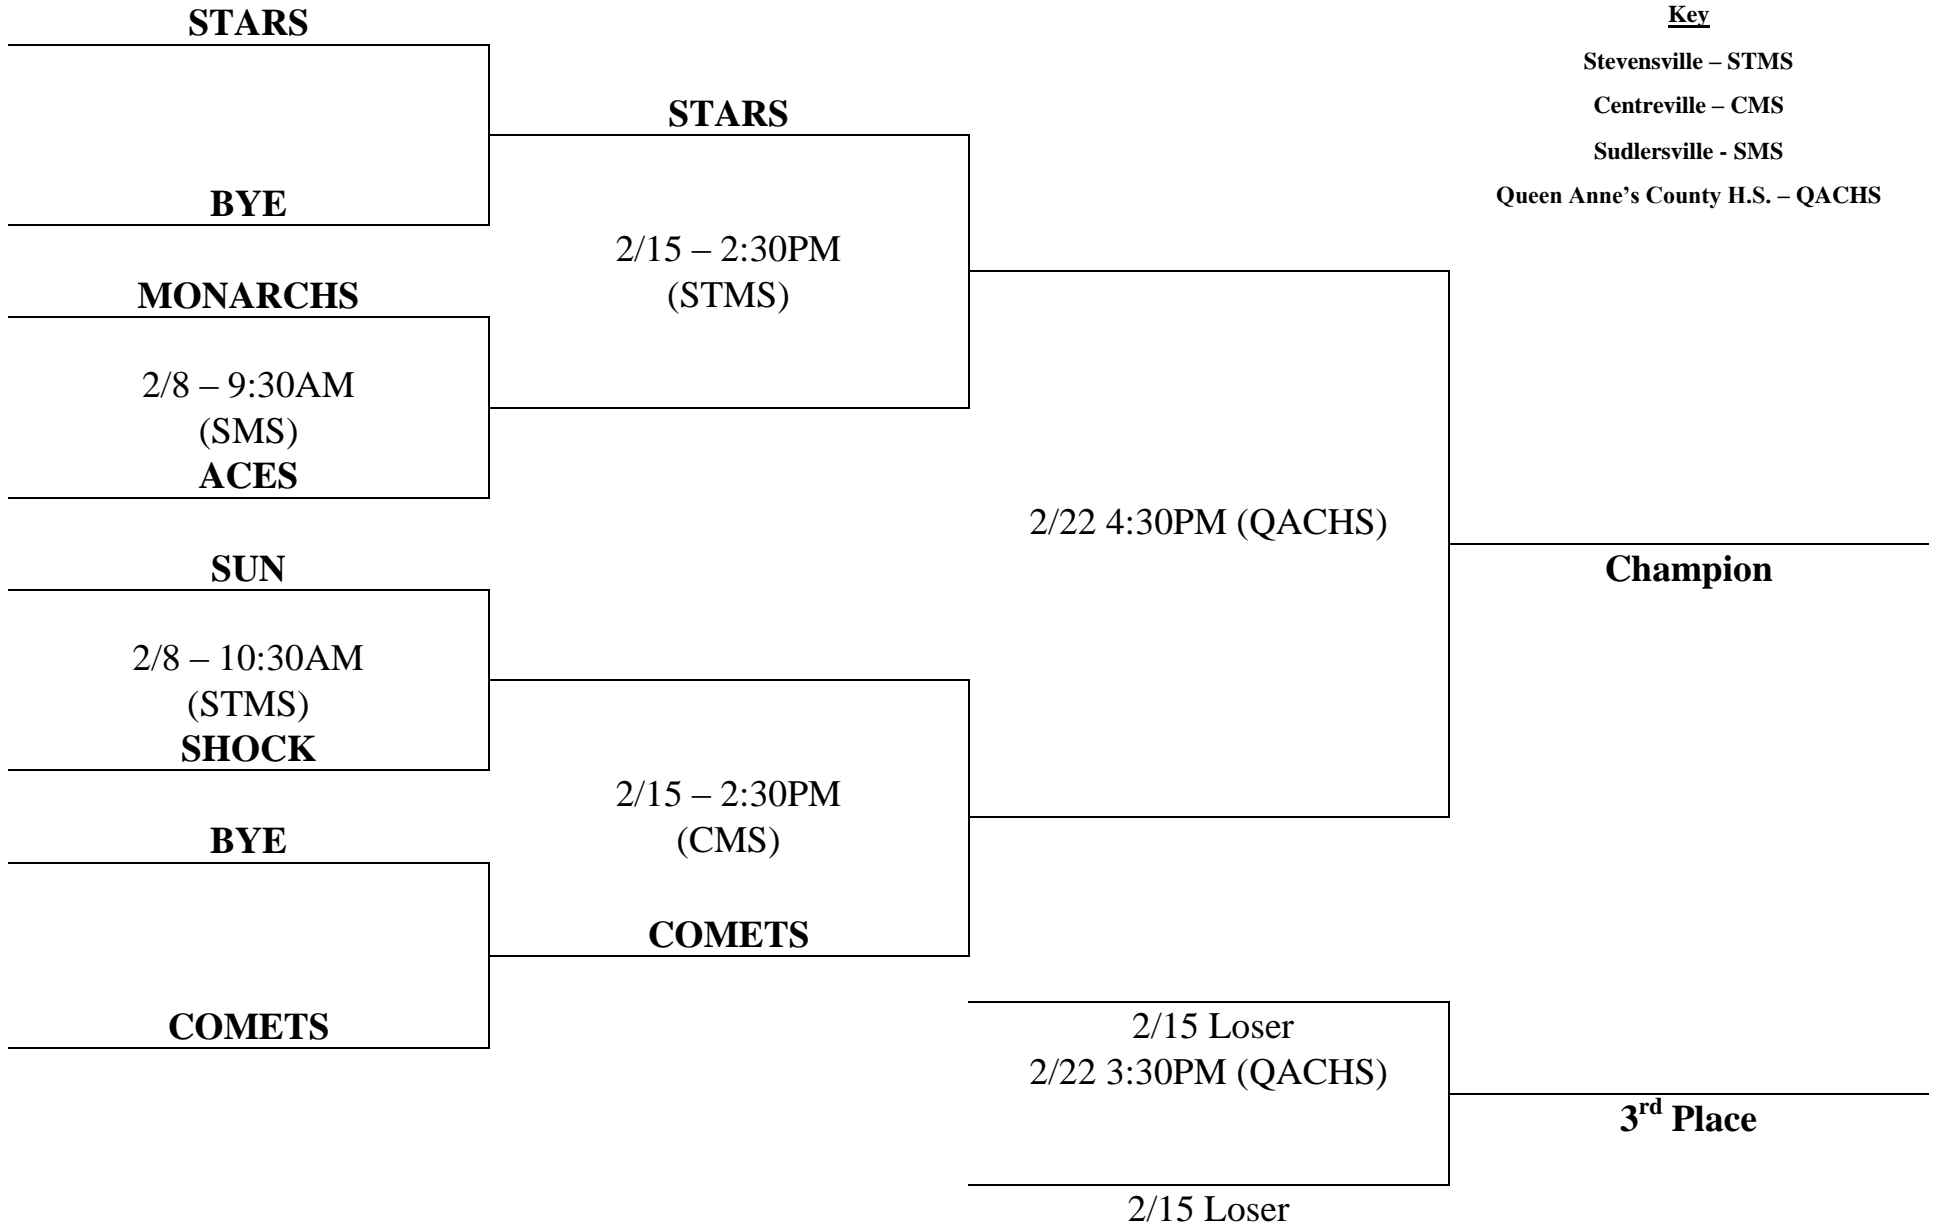 STARS
BYE
MONARCHS
2/8 – 9:30AM
(SMS)
ACES
SUN
2/8 – 10:30AM
(STMS)
SHOCK
BYE
COMETS
STARS
2/15 – 2:30PM
(STMS)
2/15 – 2:30PM
(CMS)
COMETS
2/22 4:30PM (QACHS)
2/15 Loser
2/22 3:30PM (QACHS)
2/15 Loser
Key
Stevensville – STMS
Centreville – CMS
Sudlersville - SMS
Queen Anne’s County H.S. – QACHS
Champion
3rd Place